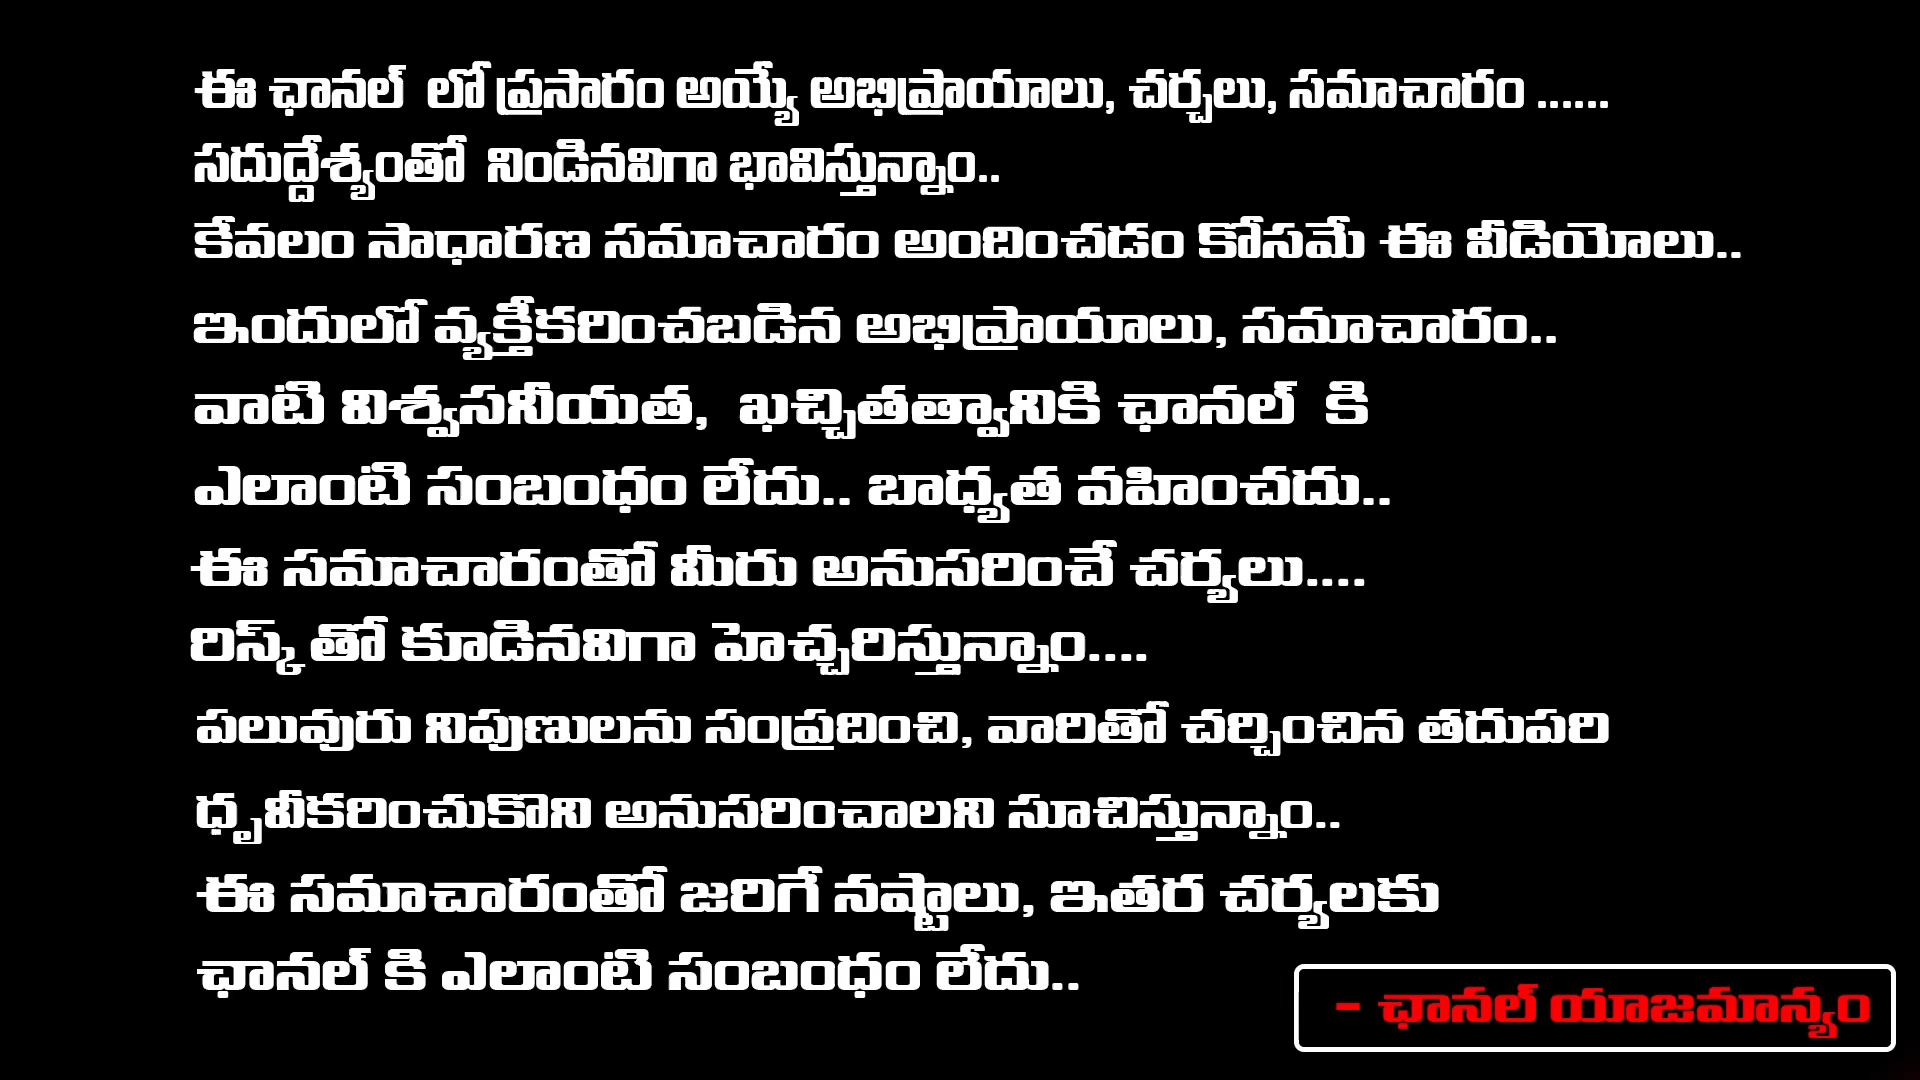 ఈ ఛానల్ లో ప్రసారం అయ్యే అభిప్రాయాలు, చర్చలు, సమాచారం ......
సదుద్దేశ్యంతో నిండినవిగా భావిస్తున్నాం..
కేవలం సాధారణ సమాచారం అందించడం కోసమే ఈ వీడియోలు..
ఇందులో వ్యక్తీకరించబడిన అభిప్రాయాలు, సమాచారం..
వాటి విశ్వసనీయత, ఖచ్చితత్వానికి ఛానల్ కి
ఎలాంటి సంబంధం లేదు.. బాధ్యత వహించదు..
ఈ సమాచారంతో మీరు అనుసరించే చర్యలు....
రిస్క్ తో కూడినవిగా హెచ్చరిస్తున్నాం....
పలువురు నిపుణులను సంప్రదించి, వారితో చర్చించిన తదుపరి
ధృవీకరించుకొని అనుసరించాలని సూచిస్తున్నాం..
ఈ సమాచారంతో జరిగే నష్టాలు, ఇతర చర్యలకు
ఛానల్ కి ఎలాంటి సంబంధం లేదు..
- ఛానల్ యాజమాన్యం